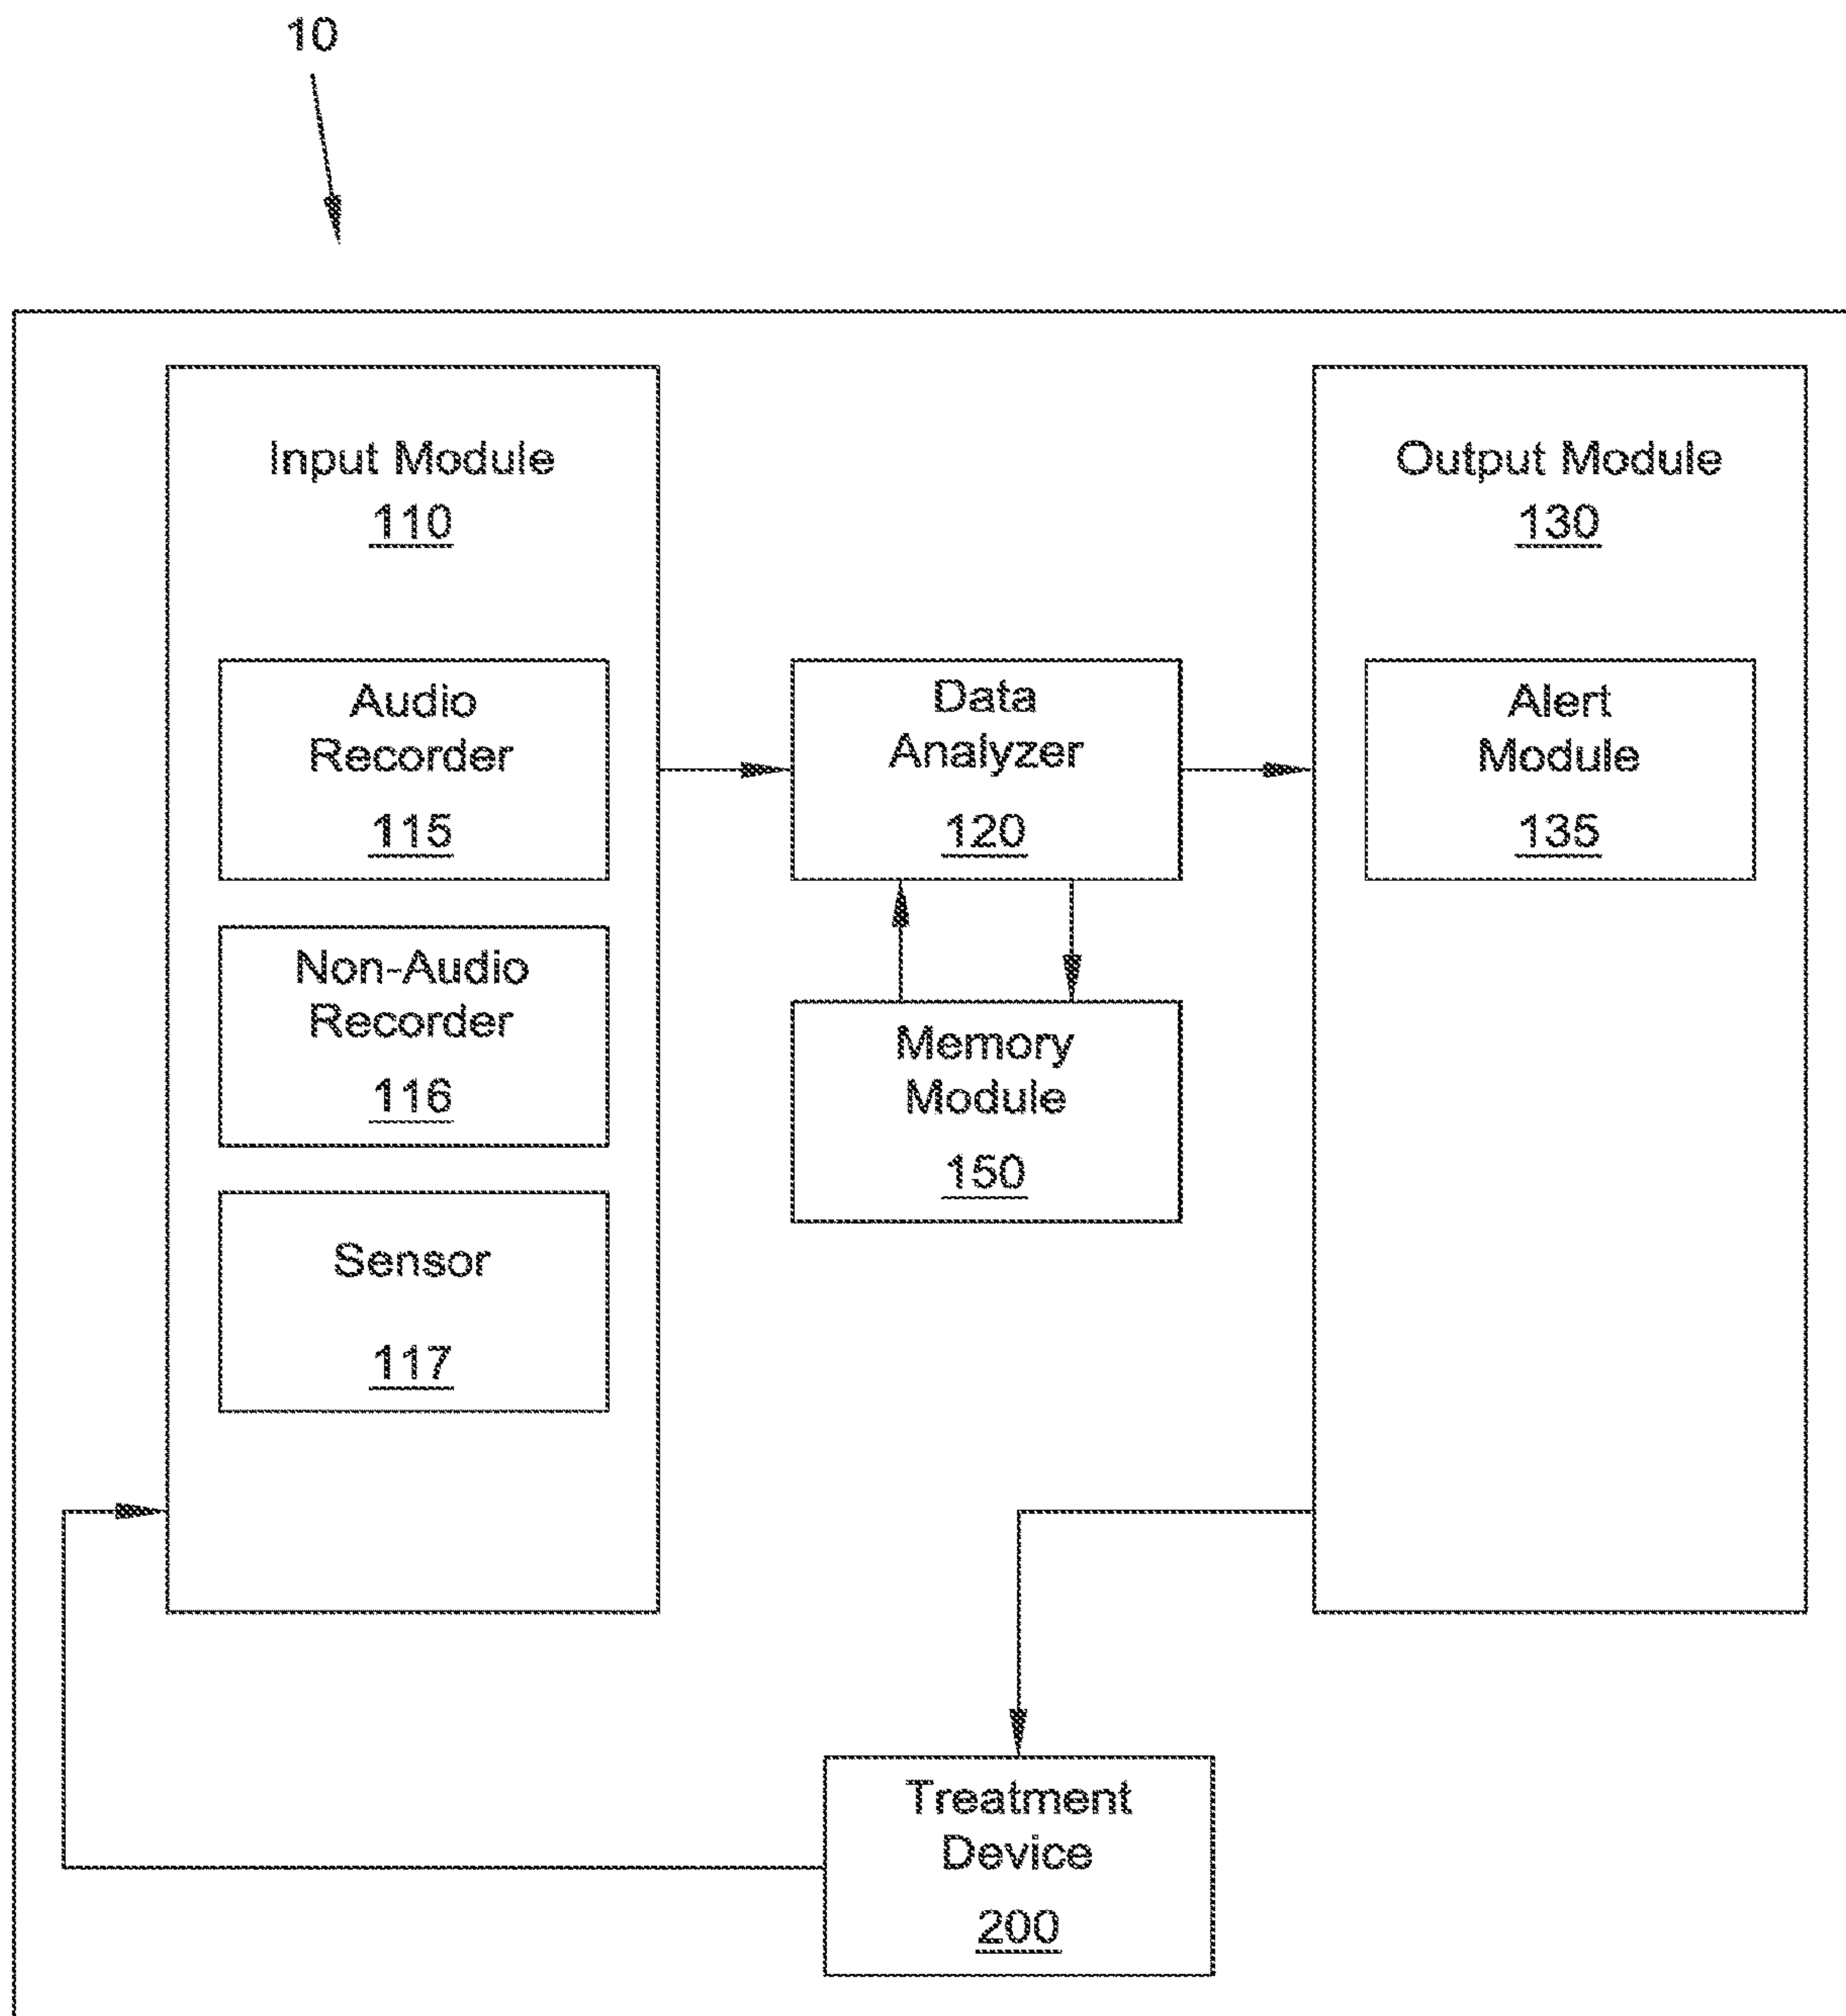 10
Input Module
110
Audio
Recorder
115
Non-Audio
Recorder
116
Sensor
117
Data
Analyzer
120
Memory
Module
150
Output Module
130
Alert
Module
135
Treatment
Device
200